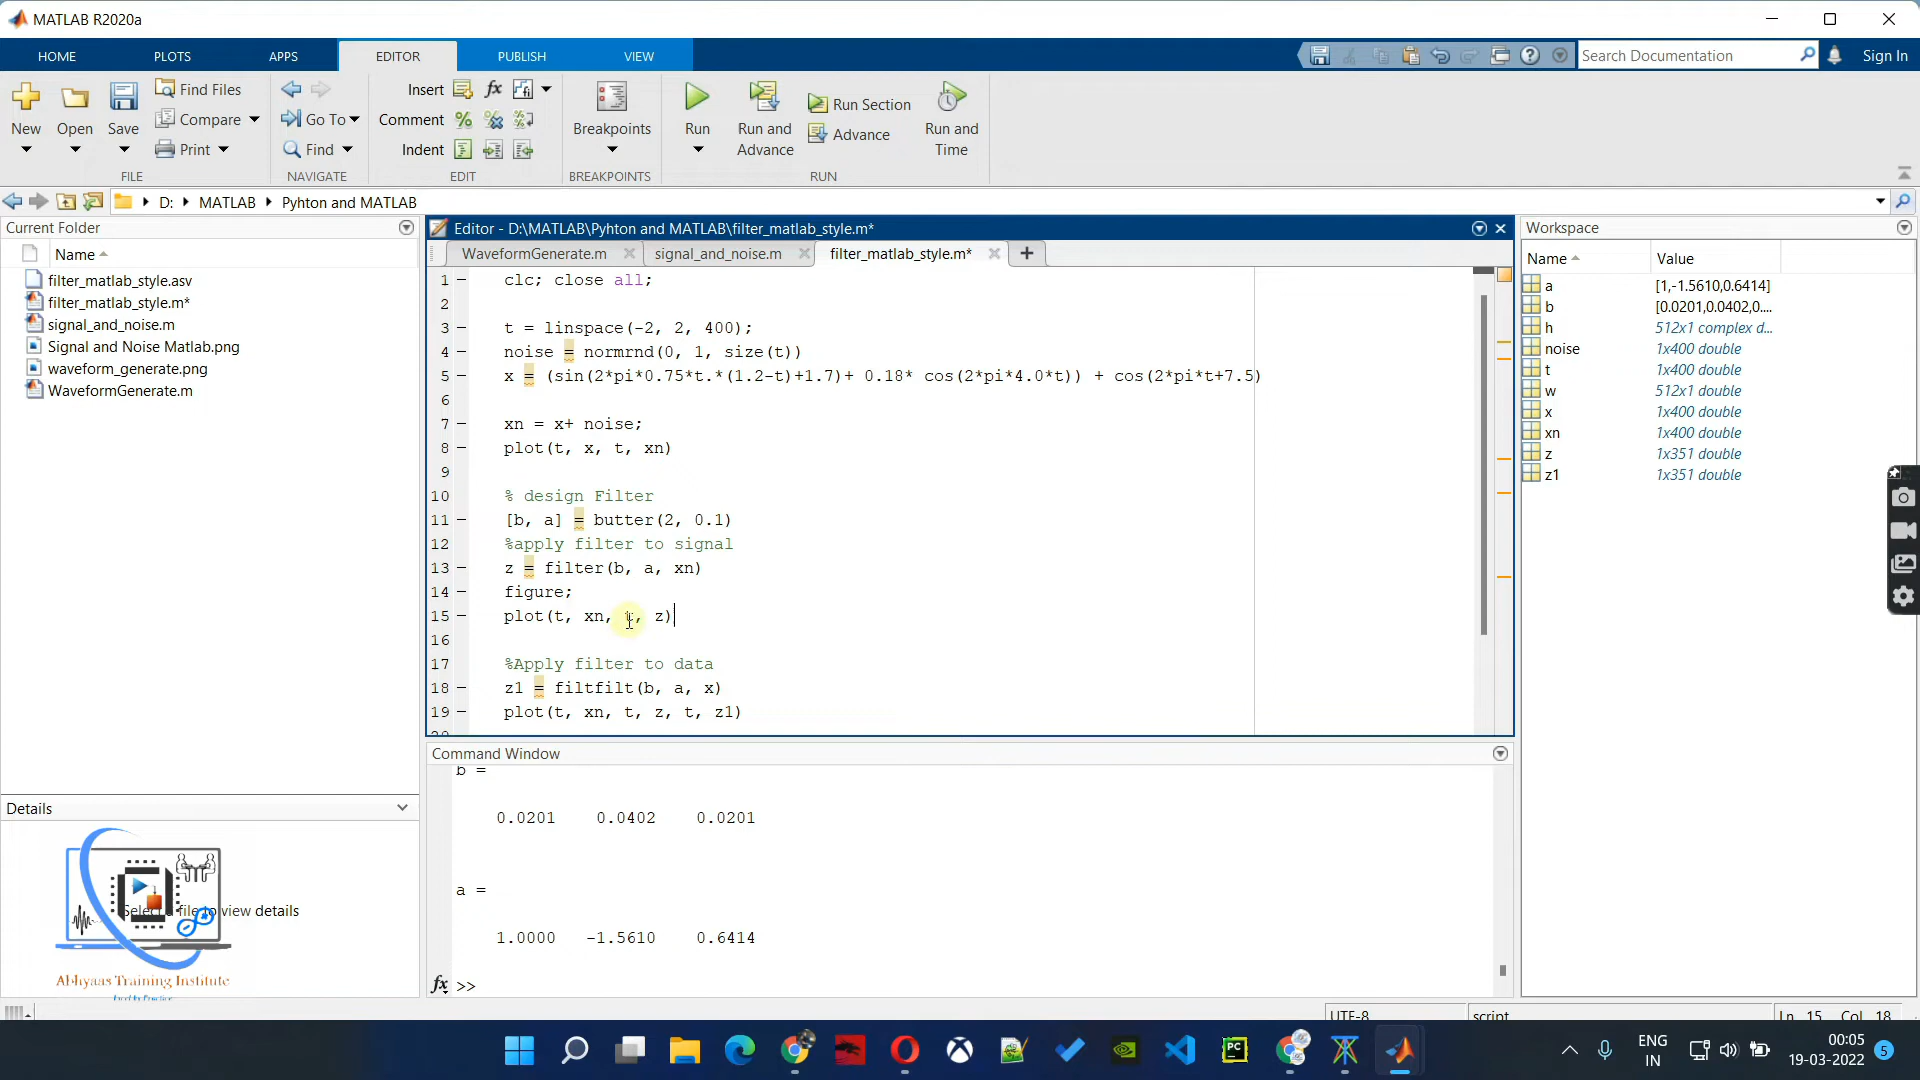 MATLAB R2020a
HOME
PLOTS
APPS
EDITOR
PUBLISH
VIEW
Search Documentation
Sign In
New
Open
Save
Find Files
Compare
Print
FILE
Go To
Find
NAVIGATE
Insert
Comment
Indent
EDIT
Breakpoints
BREAKPOINTS
Run
Run and Advance
Run Section
Advance
Run and Time
RUN
D: MATLAB Pyhton and MATLAB
Current Folder
Name
filter_matlab_style.asv
filter_matlab_style.m*
signal_and_noise.m
Signal and Noise Matlab.png
waveform_generate.png
WaveformGenerate.m
Details
Select a file to view details
Abhyaas Training Institute
Editor - D:\MATLAB\Pyhton and MATLAB\filter_matlab_style.m*
WaveformGenerate.m
signal_and_noise.m
filter_matlab_style.m*
1 clc; close all;
2
3 t = linspace(-2, 2, 400);
4 noise = normrnd(0, 1, size(t))
5 x = (sin(2*pi*0.75*t.*(1.2-t)+1.7)+ 0.18* cos(2*pi*4.0*t)) + cos(2*pi*t+7.5)
6
7 xn = x+ noise;
8 plot(t, x, t, xn)
9
10 % design Filter
11 [b, a] = butter(2, 0.1)
12 %apply filter to signal
13 z = filter(b, a, xn)
14 figure;
15 plot(t, xn, t, z)
16
17 %Apply filter to data
18 z1 = filtfilt(b, a, x)
19 plot(t, xn, t, z, t, z1)
Command Window
b =
0.0201 0.0402 0.0201
a =
1.0000 -1.5610 0.6414
fx >>
Workspace
Name Value
a [1,-1.5610,0.6414]
b [0.0201,0.0402,0....
h 512x1 complex d...
noise 1x400 double
t 1x400 double
w 512x1 double
x 1x400 double
xn 1x400 double
z 1x351 double
z1 1x351 double
UTF-8
script
Ln 15 Col 18
ENG
IN
00:05
19-03-2022
5